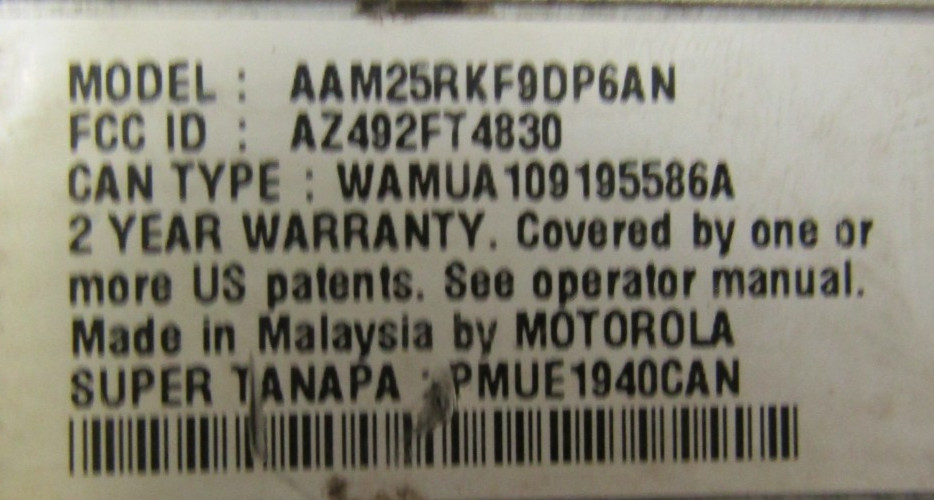 MODEL : AAM25RKF9DP6AN
FCC ID : AZ492FT4830
CAN TYPE : WAMUA109195586A
2 YEAR WARRANTY. Covered by one or
more US patents. See operator manual.
Made in Malaysia by MOTOROLA
SUPER TANAPA : PMUE1940CAN